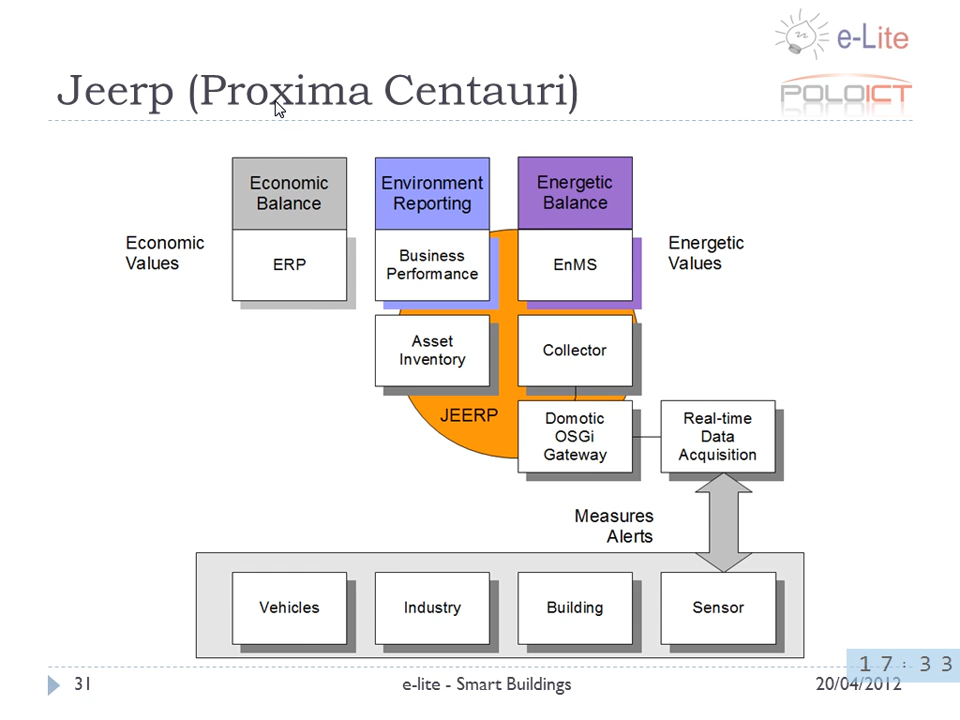 e-Lite
Jeerp (Proxima Centauri)
POLOICT
Economic
Balance
Environment
Reporting
Energetic
Balance
Economic
Values
ERP
Business
Performance
EnMS
Energetic
Values
Asset
Inventory
Collector
JEERP
Domotic
OSGi
Gateway
Real-time
Data
Acquisition
Measures
Alerts
Vehicles
Industry
Building
Sensor
31
e-lite - Smart Buildings
20/04/2012
17:33